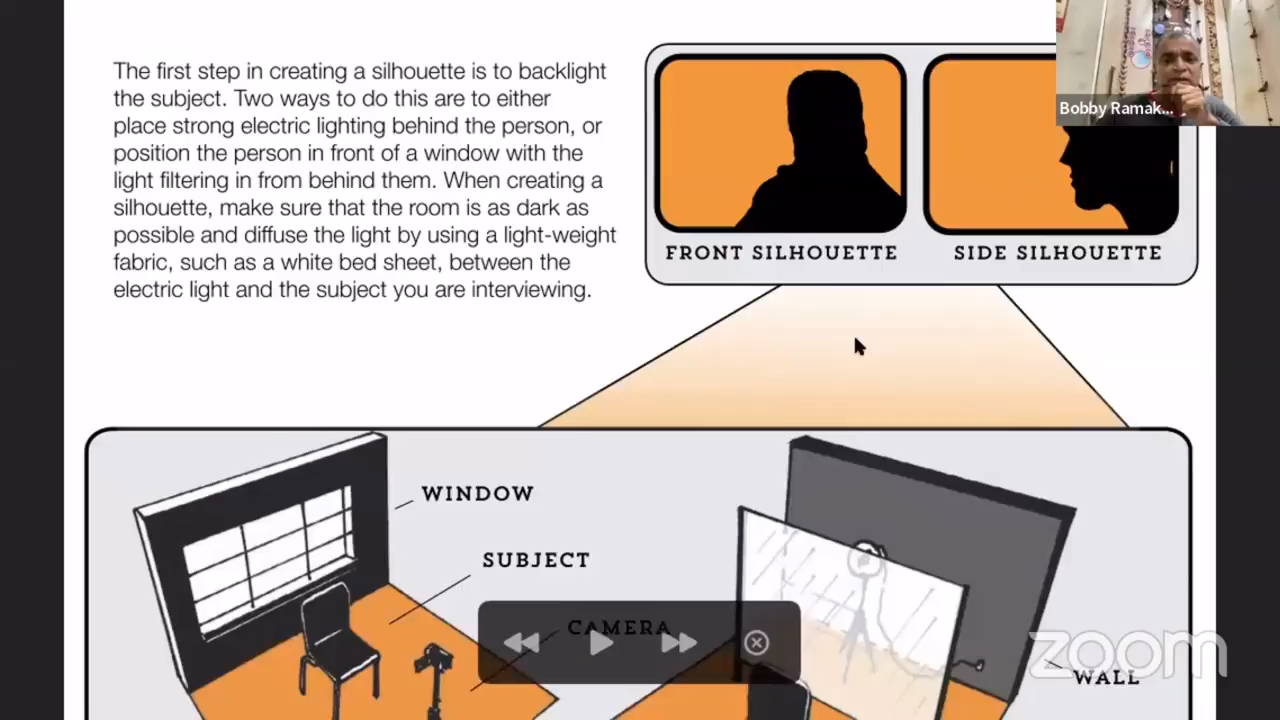 The first step in creating a silhouette is to backlight
the subject. Two ways to do this are to either
place strong electric lighting behind the person, or
position the person in front of a window with the
light filtering in from behind them. When creating a
silhouette, make sure that the room is as dark as
possible and diffuse the light by using a light-weight
fabric, such as a white bed sheet, between the
electric light and the subject you are interviewing.
Bobby Ramak...
FRONT SILHOUETTE
SIDE SILHOUETTE
WINDOW
SUBJECT
CAMERA
WALL
zoom